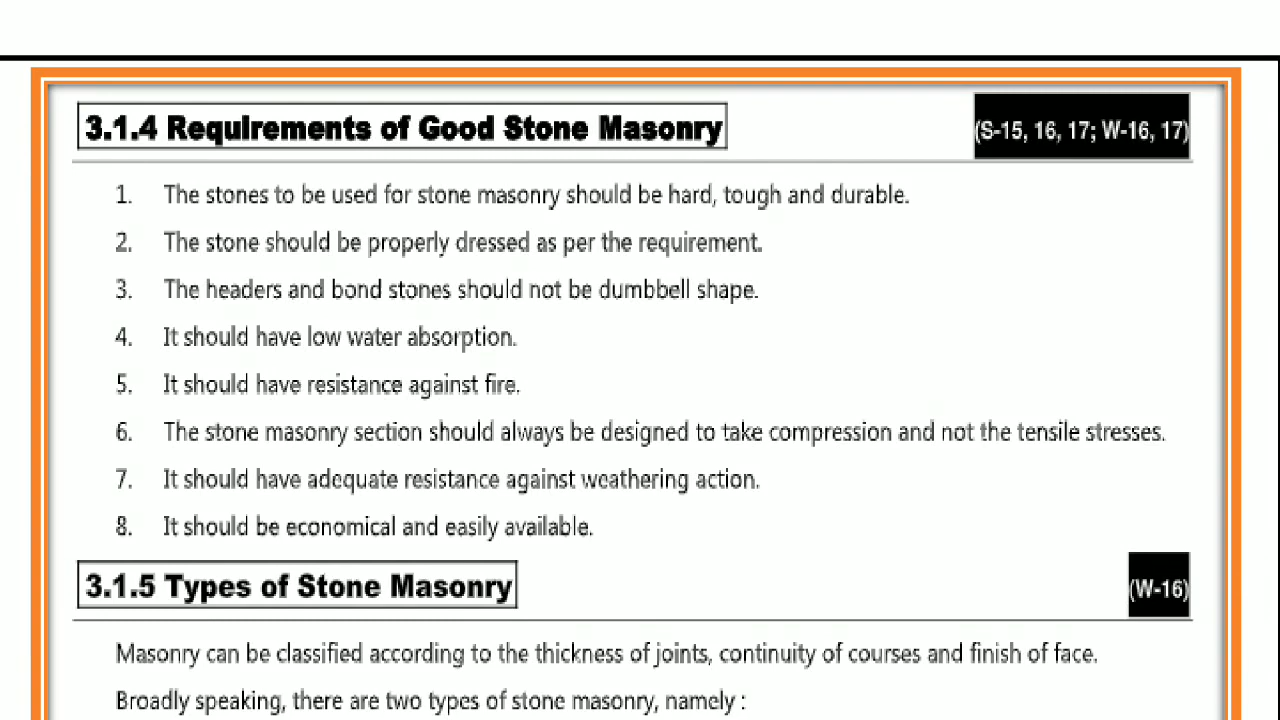 3.1.4 Requirements of Good Stone Masonry
(S-15, 16, 17; W-16, 17)
1. The stones to be used for stone masonry should be hard, tough and durable.
2. The stone should be properly dressed as per the requirement.
3. The headers and bond stones should not be dumbbell shape.
4. It should have low water absorption.
5. It should have resistance against fire.
6. The stone masonry section should always be designed to take compression and not the tensile stresses.
7. It should have adequate resistance against weathering action.
8. It should be economical and easily available.
3.1.5 Types of Stone Masonry
(W-16)
Masonry can be classified according to the thickness of joints, continuity of courses and finish of face.
Broadly speaking, there are two types of stone masonry, namely :